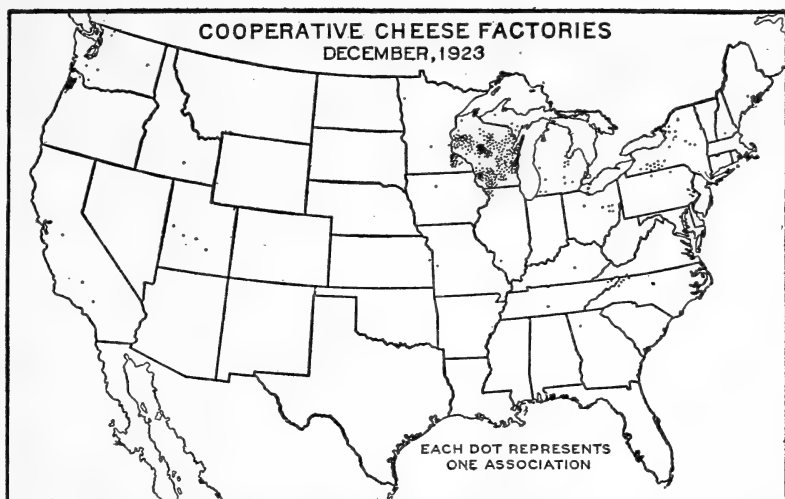 COOPERATIVE CHEESE FACTORIES
DECEMBER, 1923
EACH DOT REPRESENTS
ONE ASSOCIATION